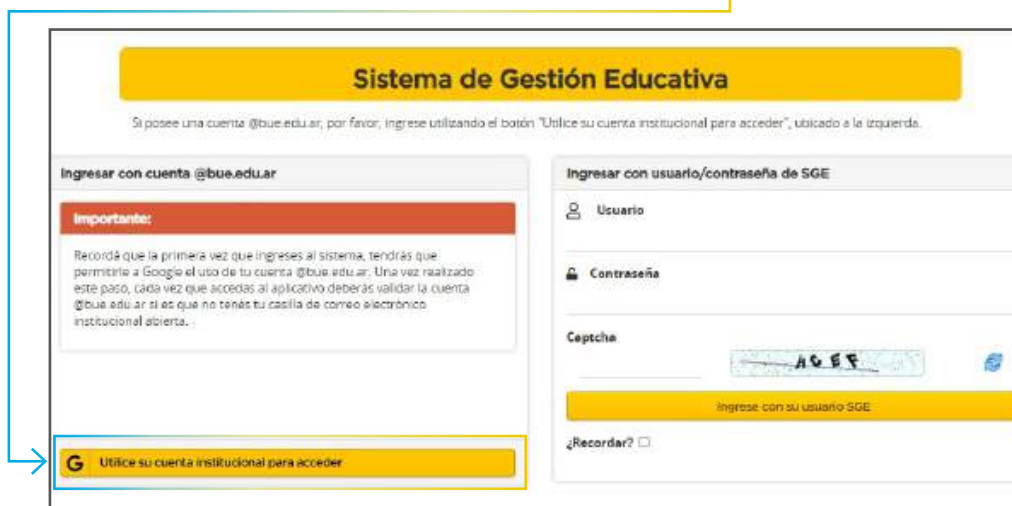 Sistema de Gestión Educativa
Si posee una cuenta @bue.edu.ar, por favor, ingrese utilizando el botón "Utilice su cuenta institucional para acceder", ubicado a la izquierda.
Ingresar con cuenta @bue.edu.ar
Importante:
Recordá que la primera vez que ingreses al sistema, tendrás que
permitirle a Google el uso de tu cuenta @bue.edu.ar. Una vez realizado
este paso, cada vez que accedas al aplicativo deberás validar la cuenta
@bue.edu.ar si es que no tenés tu casilla de correo electrónico
institucional abierta.
G Utilice su cuenta institucional para acceder
Ingresar con usuario/contraseña de SGE
Usuario
Contraseña
Captcha
Ingrese con su usuario SGE
¿Recordar?